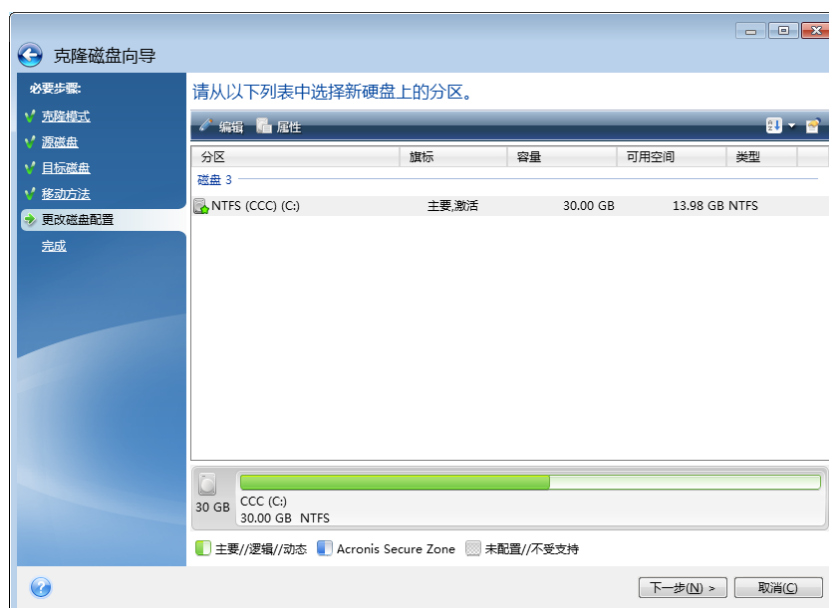 克隆磁盘向导
必要步骤:
克隆模式
源磁盘
目标磁盘
移动方法
更改磁盘配置
完成
请从以下列表中选择新硬盘上的分区。
编辑 属性
分区 旗标 容量 可用空间 类型
磁盘 3
NTFS (CCC) (C:) 主要,激活 30.00 GB 13.98 GB NTFS
30 GB
CCC (C:)
30.00 GB NTFS
主要//逻辑//动态 Acronis Secure Zone 未配置//不受支持
下一步(N) > 取消(C)